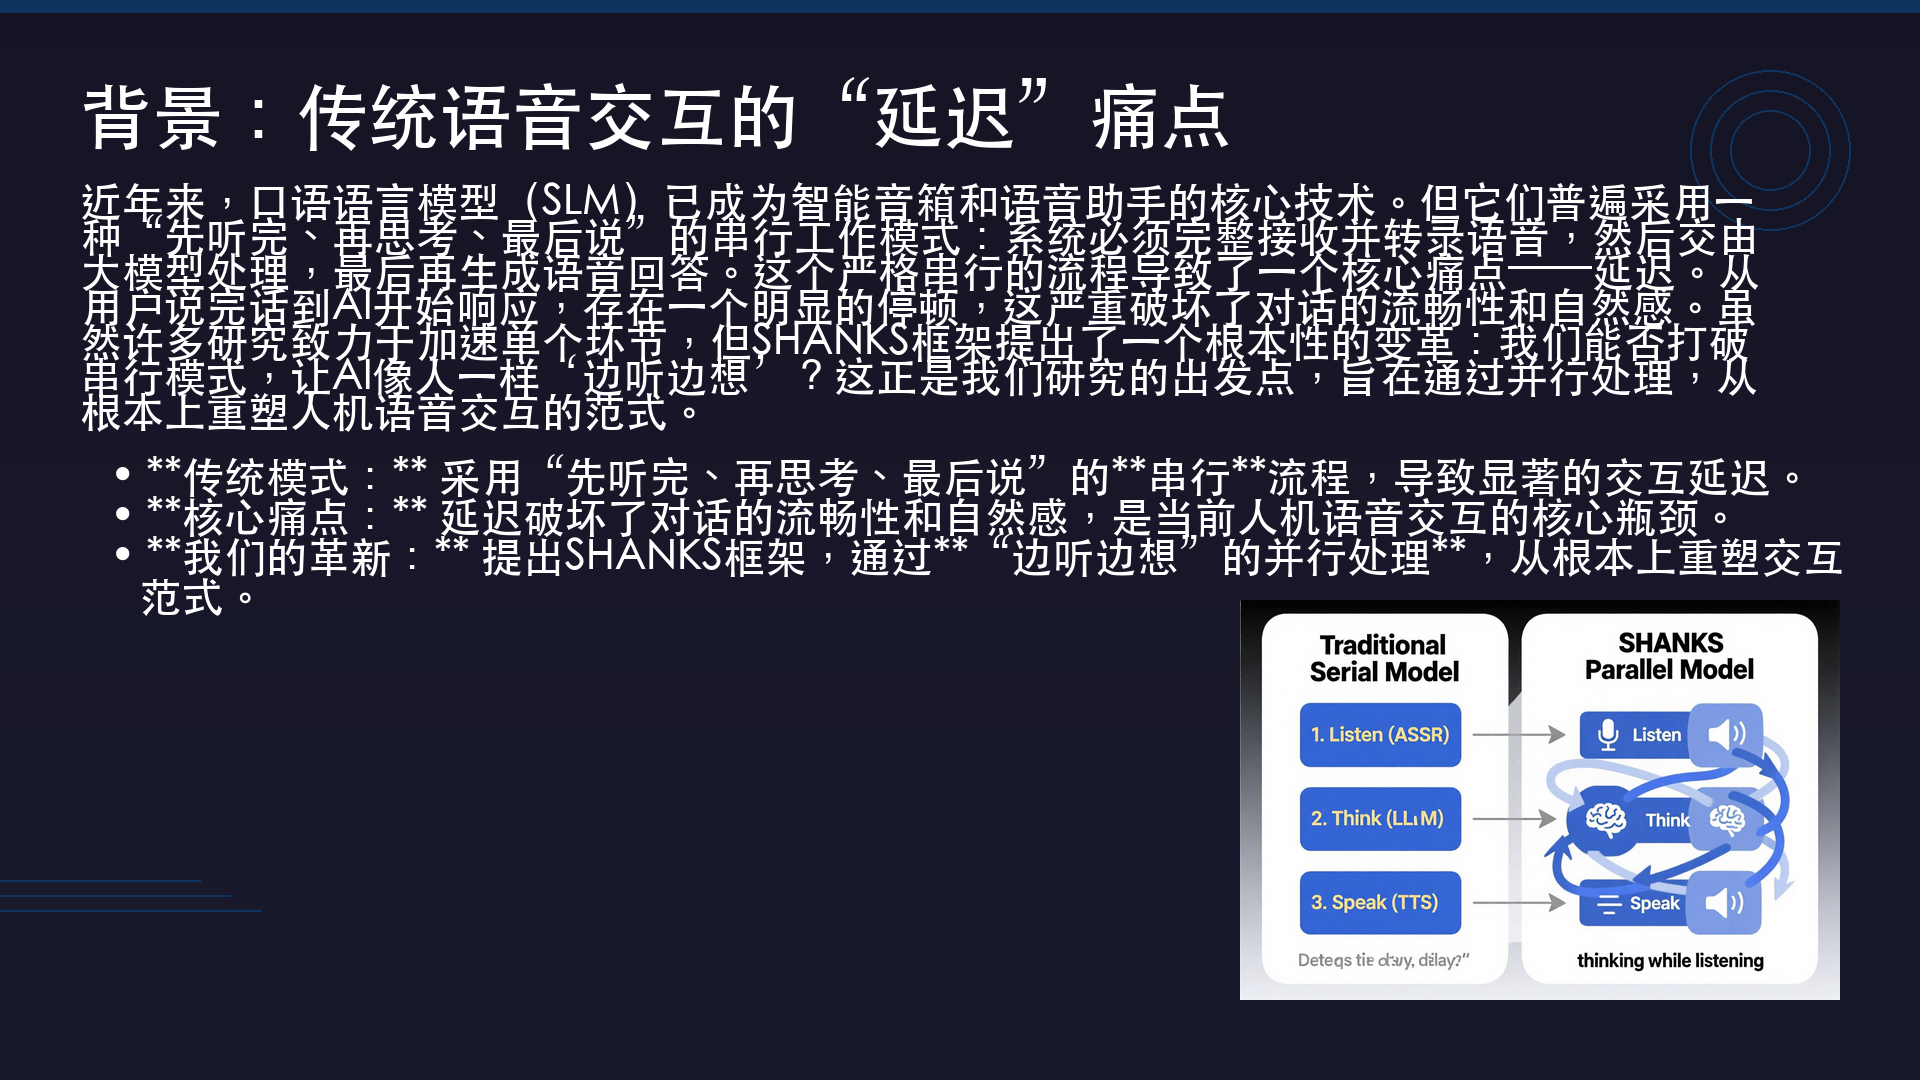 背景：传统语音交互的“延迟”痛点
近年来，口语语言模型（SLM）已成为智能音箱和语音助手的核心技术。但它们普遍采用一
种“先听完、再思考、最后说”的串行工作模式：系统必须完整接收并转录语音，然后交由
大模型处理，最后再生成语音回答。这个严格串行的流程导致了一个核心痛点——延迟。从
用户说完话到AI开始响应，存在一个明显的停顿，这严重破坏了对话的流畅性和自然感。虽
然许多研究致力于加速单个环节，但SHANKS框架提出了一个根本性的变革：我们能否打破
串行模式，让AI像人一样‘边听边想’？这正是我们研究的出发点，旨在通过并行处理，从
根本上重塑人机语音交互的范式。
• **传统模式：** 采用“先听完、再思考、最后说”的**串行**流程，导致显著的交互延迟。
• **核心痛点：** 延迟破坏了对话的流畅性和自然感，是当前人机语音交互的核心瓶颈。
• **我们的革新：** 提出SHANKS框架，通过**“边听边想”的并行处理**，从根本上重塑交互
范式。
Traditional
Serial Model
1. Listen (ASSR)
2. Think (LLM)
3. Speak (TTS)
SHANKS
Parallel Model
Listen
Think
Speak
thinking while listening